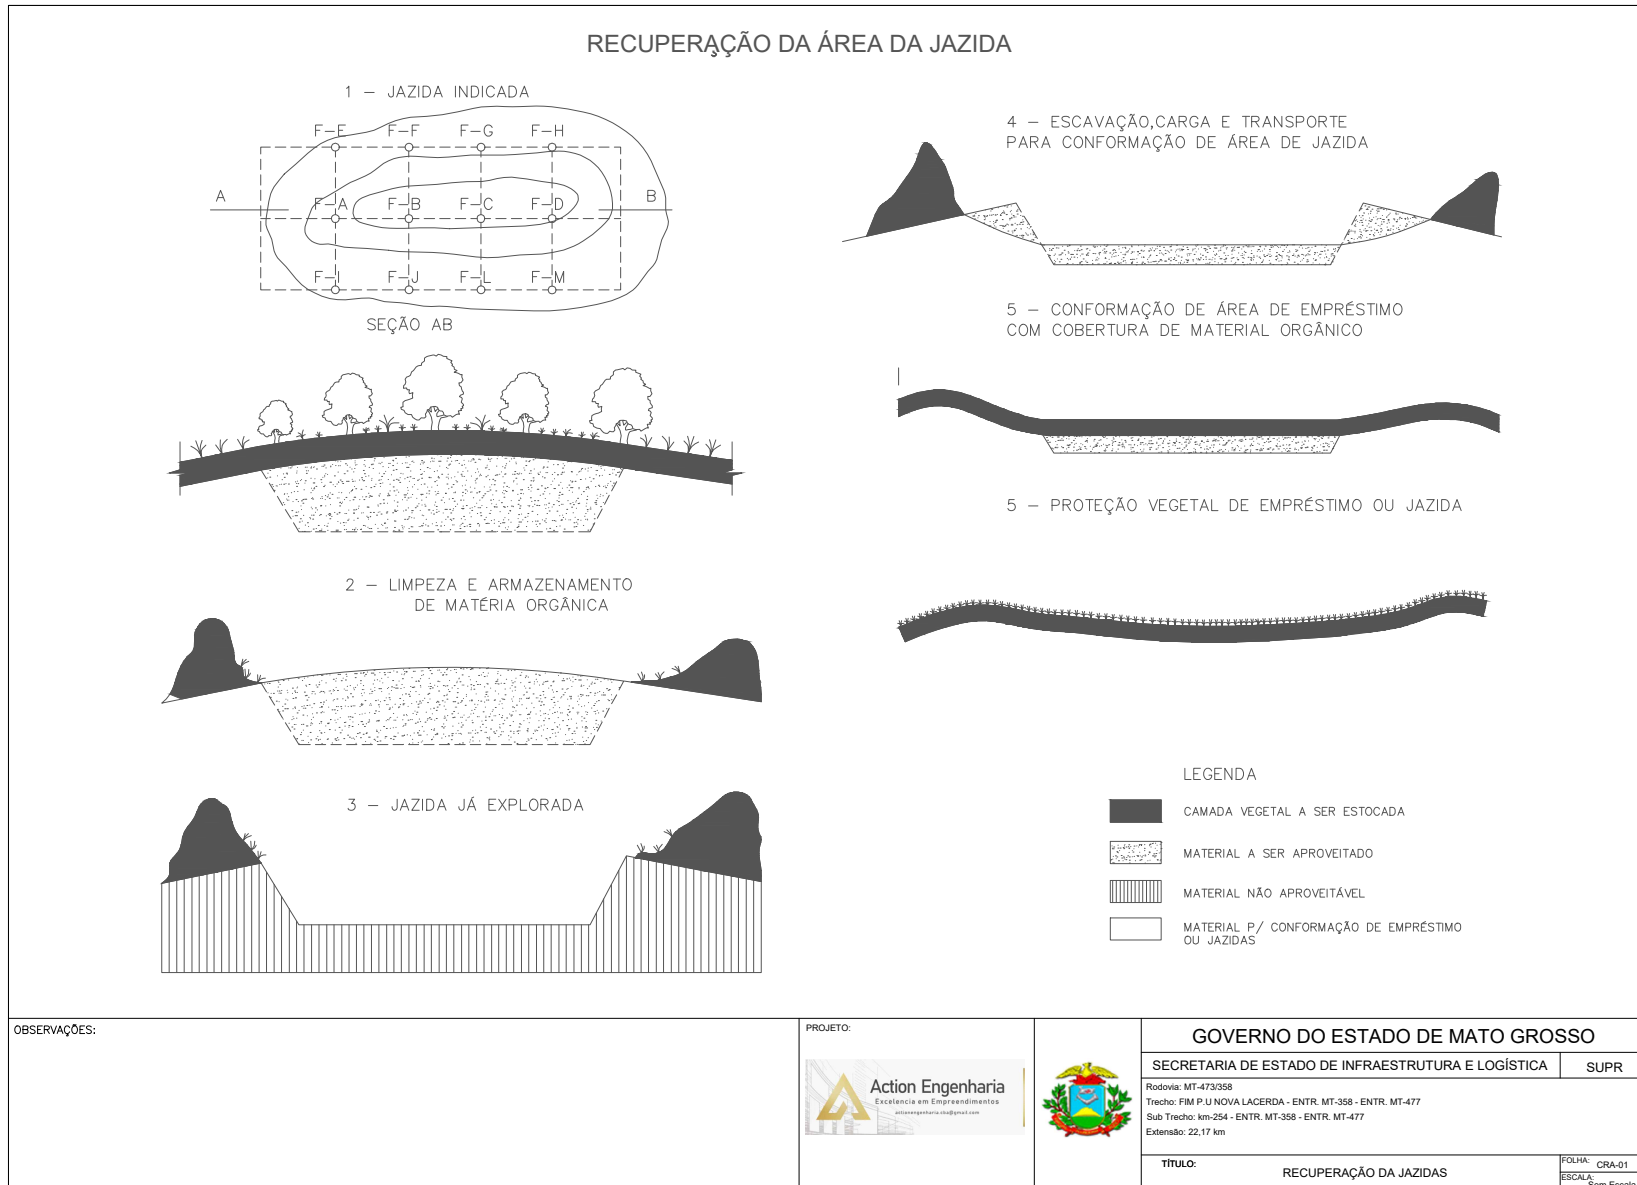 RECUPERAÇÃO DA ÁREA DA JAZIDA
1 – JAZIDA INDICADA
F–E F–F F–G F–H
A F–A F–B F–C F–D B
F–I F–J F–L F–M
SEÇÃO AB
2 – LIMPEZA E ARMAZENAMENTO
DE MATÉRIA ORGÂNICA
3 – JAZIDA JÁ EXPLORADA
4 – ESCAVAÇÃO,CARGA E TRANSPORTE
PARA CONFORMAÇÃO DE ÁREA DE JAZIDA
5 – CONFORMAÇÃO DE ÁREA DE EMPRÉSTIMO
COM COBERTURA DE MATERIAL ORGÂNICO
5 – PROTEÇÃO VEGETAL DE EMPRÉSTIMO OU JAZIDA
LEGENDA
CAMADA VEGETAL A SER ESTOCADA
MATERIAL A SER APROVEITADO
MATERIAL NÃO APROVEITÁVEL
MATERIAL P/ CONFORMAÇÃO DE EMPRÉSTIMO
OU JAZIDAS
OBSERVAÇÕES:
PROJETO:
Action Engenharia
Excelencia em Empreendimentos
actionengenharia.cba@gmail.com
GOVERNO DO ESTADO DE MATO GROSSO
SECRETARIA DE ESTADO DE INFRAESTRUTURA E LOGÍSTICA SUPR
Rodovia: MT-473/358
Trecho: FIM P.U NOVA LACERDA - ENTR. MT-358 - ENTR. MT-477
Sub Trecho: km-254 - ENTR. MT-358 - ENTR. MT-477
Extensão: 22,17 km
TÍTULO: RECUPERAÇÃO DA JAZIDAS
FOLHA: CRA-01
ESCALA: Sem Escala